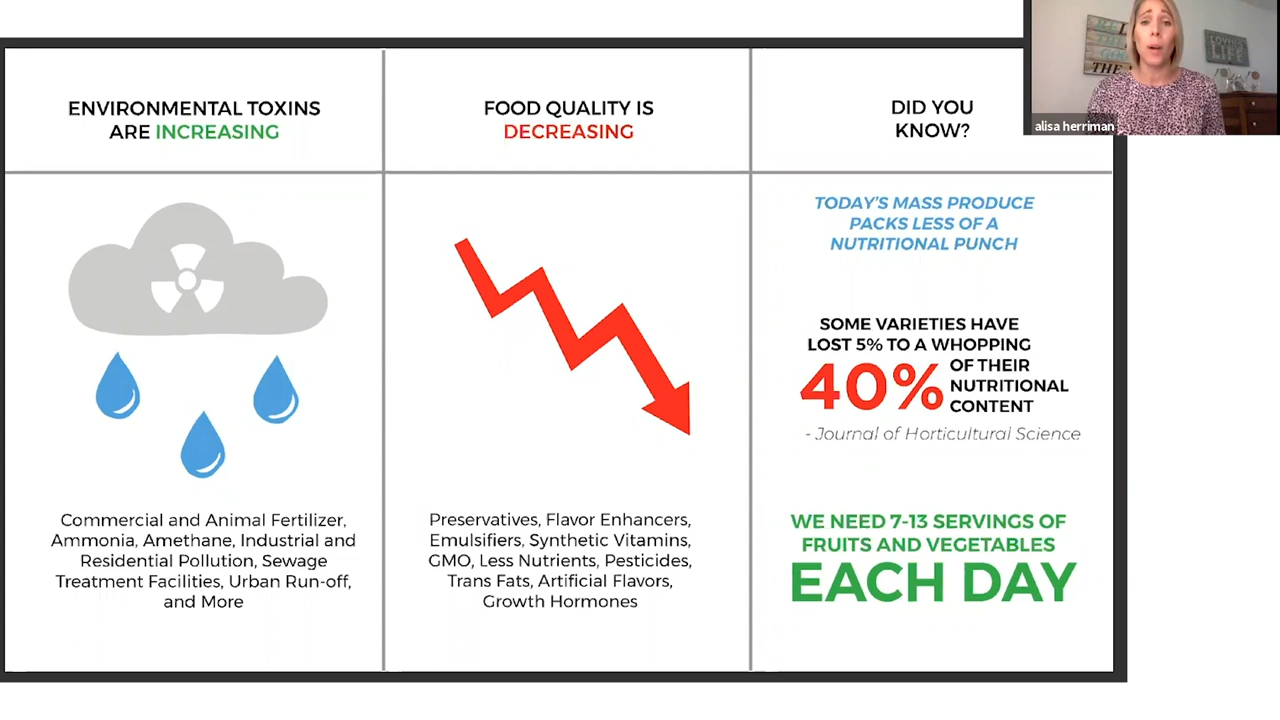 ENVIRONMENTAL TOXINS
ARE INCREASING
Commercial and Animal Fertilizer,
Ammonia, Amethane, Industrial and
Residential Pollution, Sewage
Treatment Facilities, Urban Run-off,
and More
FOOD QUALITY IS
DECREASING
Preservatives, Flavor Enhancers,
Emulsifiers, Synthetic Vitamins,
GMO, Less Nutrients, Pesticides,
Trans Fats, Artificial Flavors,
Growth Hormones
DID YOU
KNOW?
TODAY'S MASS PRODUCE
PACKS LESS OF A
NUTRITIONAL PUNCH
SOME VARIETIES HAVE
LOST 5% TO A WHOPPING
40% OF THEIR
NUTRITIONAL
CONTENT
- Journal of Horticultural Science
WE NEED 7-13 SERVINGS OF
FRUITS AND VEGETABLES
EACH DAY
LIFE
THE
alisa herriman